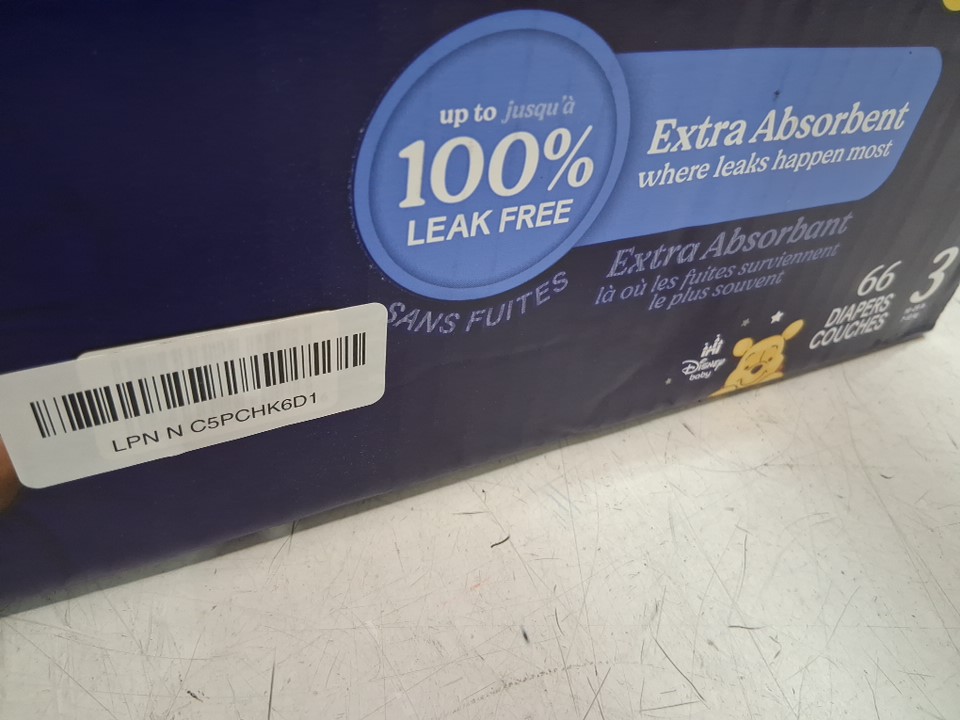 up to jusqu'à
100%
LEAK FREE
SANS FUITES
Extra Absorbent
where leaks happen most
Extra Absorbant
là où les fuites surviennent
le plus souvent
66
DIAPERS
COUCHES
3
Disney
baby
LPN N C5PCHK6D1